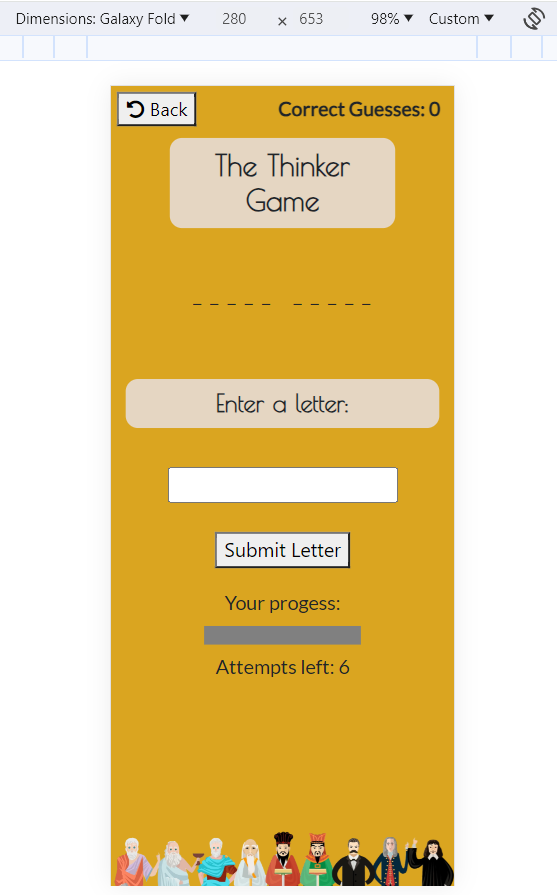 Dimensions: Galaxy Fold ▼ 280 × 653 98% ▼ Custom ▼
Back Correct Guesses: 0
The Thinker
Game
_ _ _ _ _ _ _ _ _ _
Enter a letter:
Submit Letter
Your progess:
Attempts left: 6